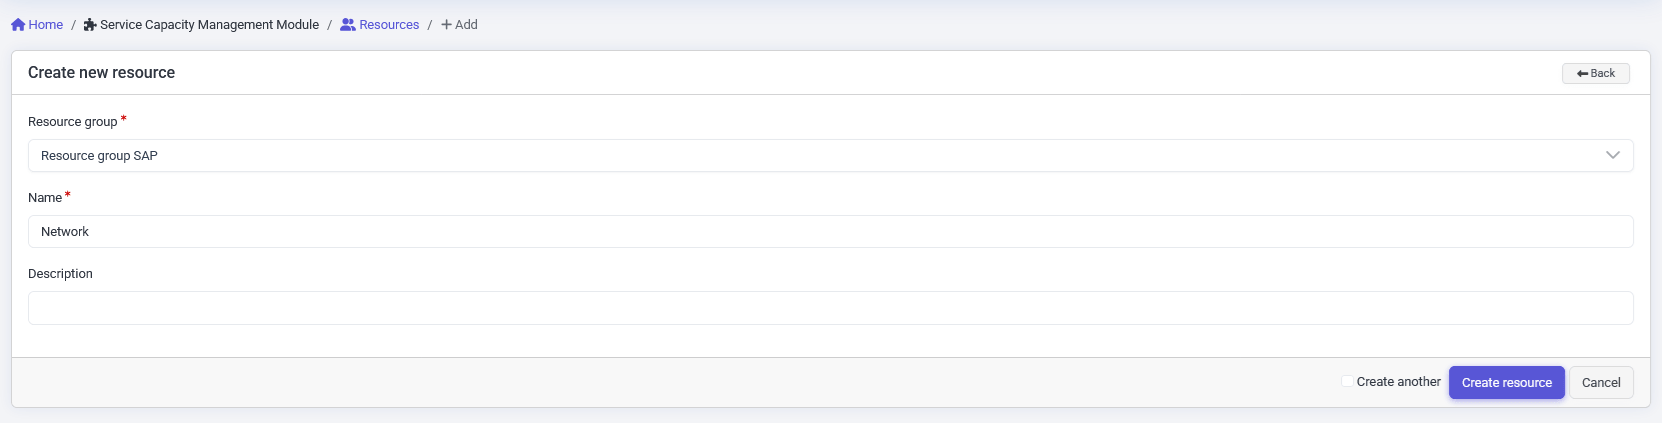 Home / Service Capacity Management Module / Resources / + Add
Create new resource
Back
Resource group *
Resource group SAP
Name *
Network
Description
Create another
Create resource
Cancel